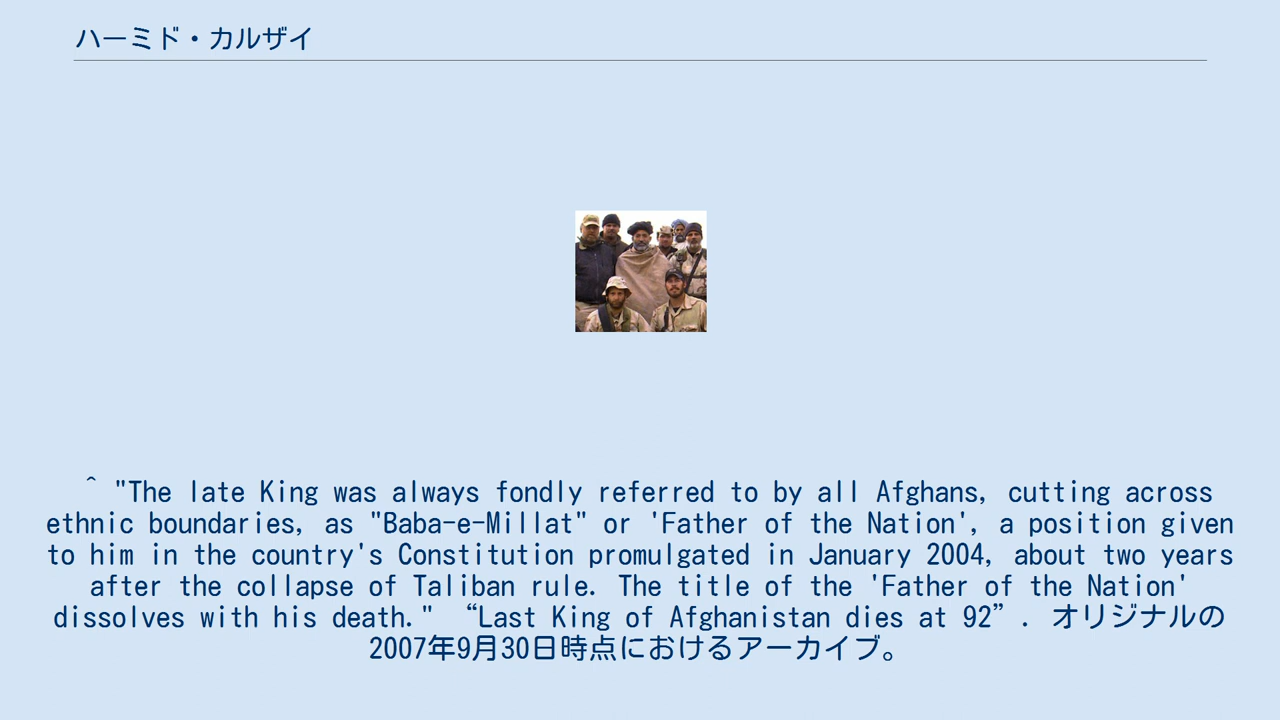 ハーミド・カルザイ
^ "The late King was always fondly referred to by all Afghans, cutting across
ethnic boundaries, as "Baba-e-Millat" or 'Father of the Nation', a position given
to him in the country's Constitution promulgated in January 2004, about two years
after the collapse of Taliban rule. The title of the 'Father of the Nation'
dissolves with his death." “Last King of Afghanistan dies at 92”. オリジナルの
2007年9月30日時点におけるアーカイブ。